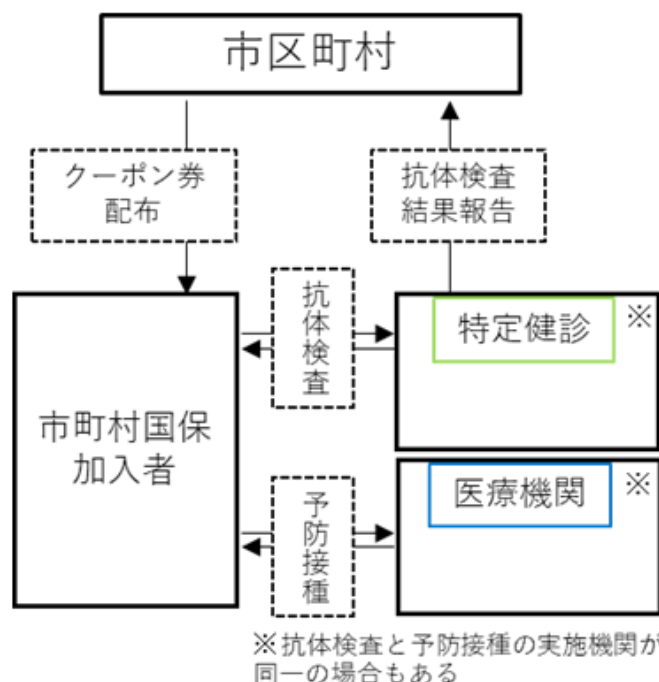 市区町村
クーポン券
配布
抗体検査
結果報告
抗体検査
特定健診
※
市町村国保
加入者
予防接種
医療機関
※
※抗体検査と予防接種の実施機関が
同一の場合もある